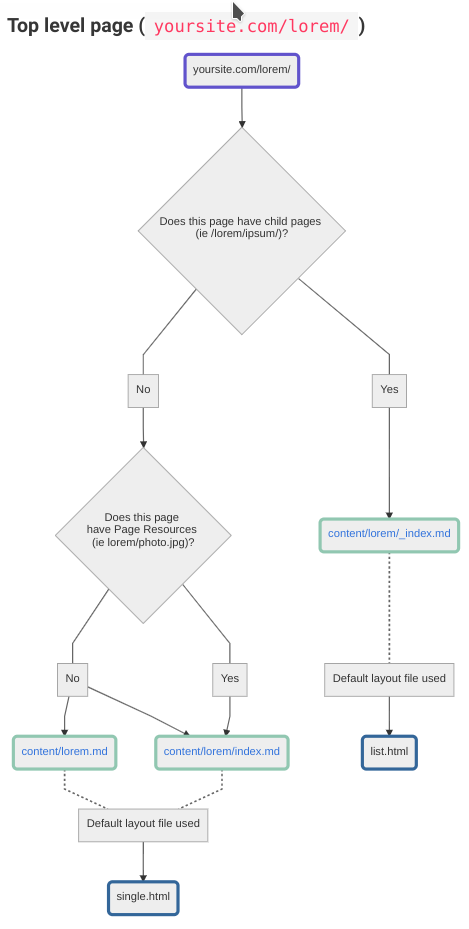 Top level page ( yoursite.com/lorem/ )
yoursite.com/lorem/
Does this page have child pages
(ie /lorem/ipsum/)?
No
Yes
Does this page
have Page Resources
(ie lorem/photo.jpg)?
content/lorem/_index.md
No
Yes
Default layout file used
content/lorem.md
content/lorem/index.md
list.html
Default layout file used
single.html